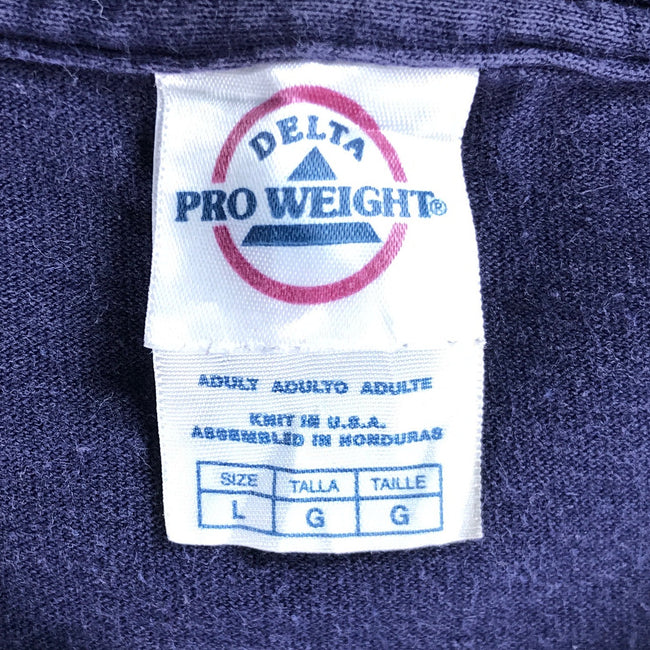 DELTA
PRO WEIGHT®
ADULT ADULTO ADULTE
KNIT IN U.S.A.
ASSEMBLED IN HONDURAS
SIZE TALLA TAILLE
L G G